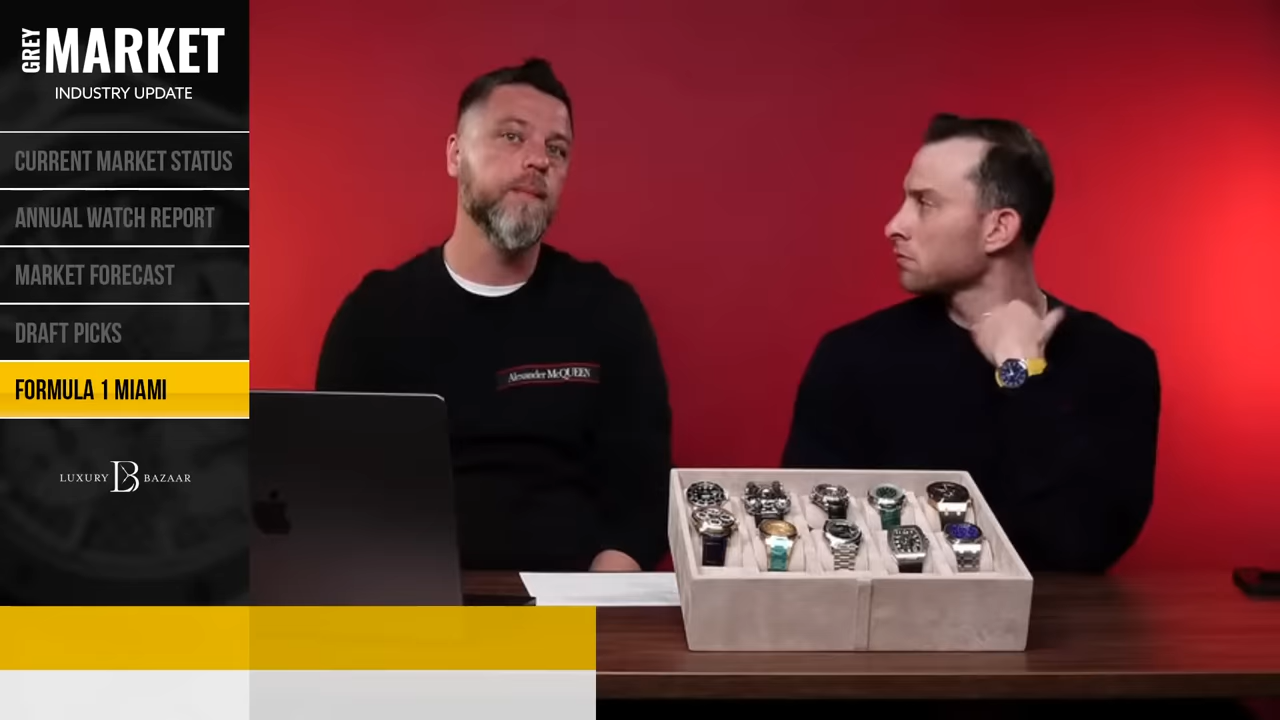 GREY
MARKET
INDUSTRY UPDATE
CURRENT MARKET STATUS
ANNUAL WATCH REPORT
MARKET FORECAST
DRAFT PICKS
FORMULA 1 MIAMI
LUXURY B BAZAAR
Alexander McQUEEN